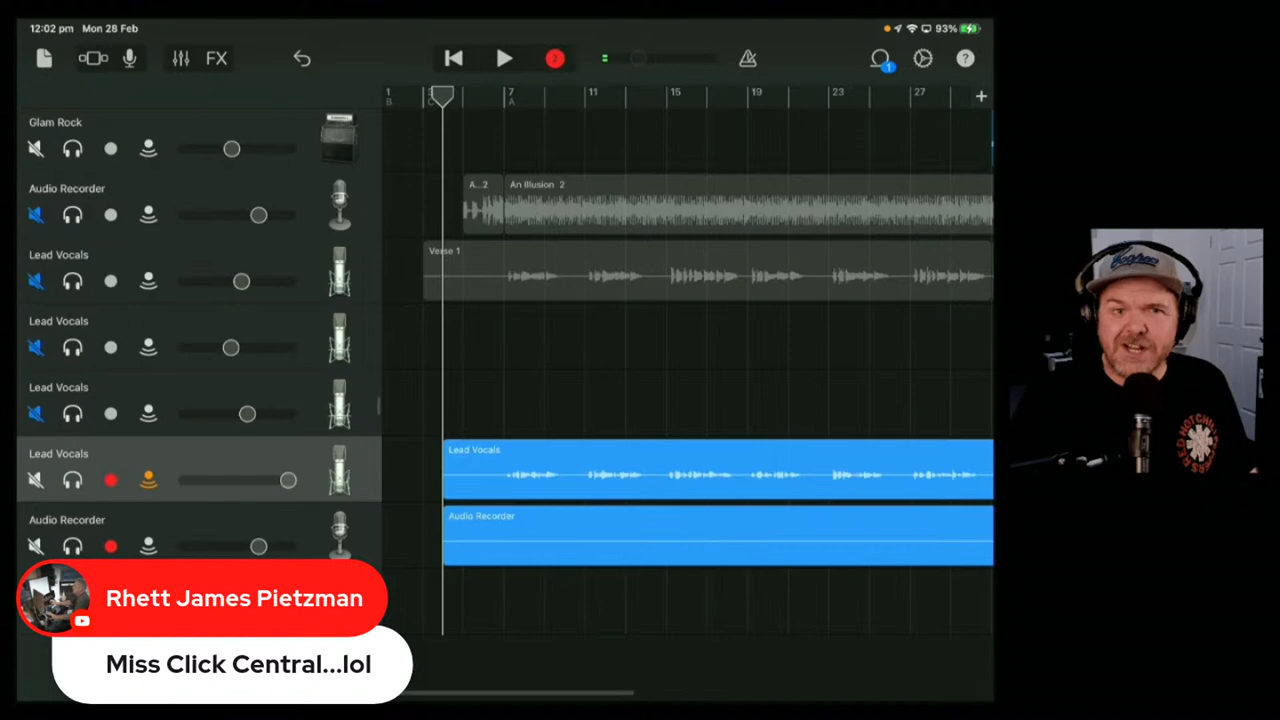 12:02 pm Mon 28 Feb
93%
FX
2
1
?
1 7 11 15 19 23 27 +
B C A
Glam Rock
Audio Recorder
A...2
An Illusion 2
Lead Vocals
Verse 1
Lead Vocals
Lead Vocals
Lead Vocals
Lead Vocals
Audio Recorder
Audio Recorder
Rhett James Pietzman
Miss Click Central...lol